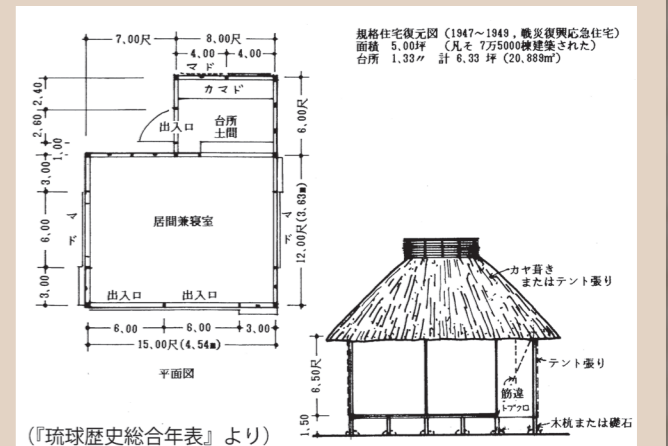 規格住宅復元図(1947〜1949,戦災復興応急住宅)
面積 5.00坪 (凡そ 7万5000棟建築された)
台所 1.33〃 計 6.33 坪(20.889㎡)
7.00尺
8.00尺
4.00
4.00
マド
カマド
2.40
2.60
1.00
出入口
台所
土間
6.00尺
3.00
6.00
3.00
マド
居間兼寝室
マド
12.00尺(3.63m)
出入口
出入口
6.00
6.00
3.00
15.00尺(4.54m)
平面図
カヤ葺き
またはテント張り
テント張り
筋違
トブクロ
6.50尺
1.50
木杭または礎石
(『琉球歴史総合年表』より)